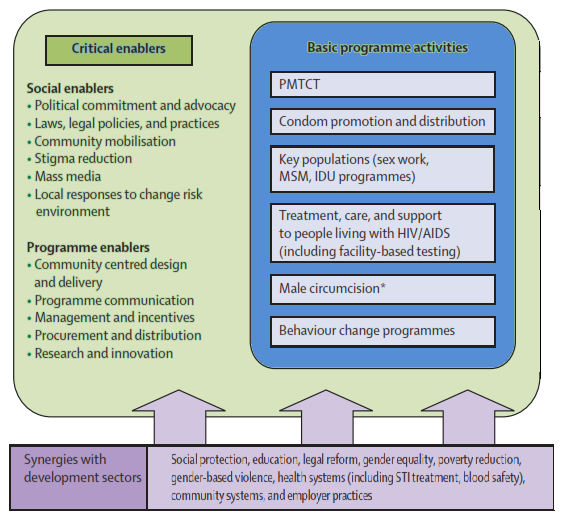 Critical enablers
Social enablers
• Political commitment and advocacy
• Laws, legal policies, and practices
• Community mobilisation
• Stigma reduction
• Mass media
• Local responses to change risk
environment
Programme enablers
• Community centred design
and delivery
• Programme communication
• Management and incentives
• Procurement and distribution
• Research and innovation
Basic programme activities
PMTCT
Condom promotion and distribution
Key populations (sex work,
MSM, IDU programmes)
Treatment, care, and support
to people living with HIV/AIDS
(including facility-based testing)
Male circumcision*
Behaviour change programmes
Synergies with
development sectors
Social protection, education, legal reform, gender equality, poverty reduction,
gender-based violence, health systems (including STI treatment, blood safety),
community systems, and employer practices